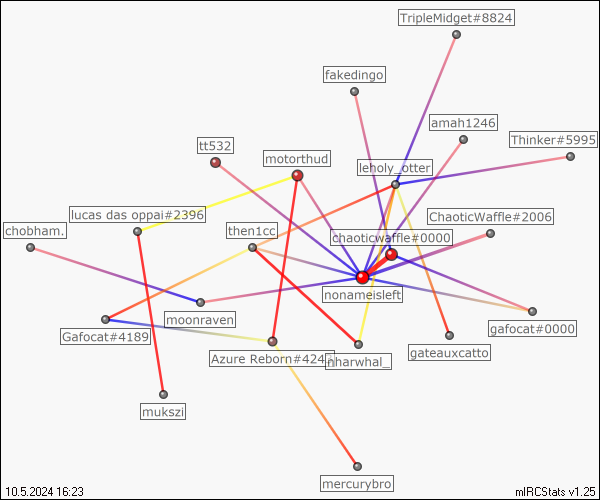 TripleMidget#8824
fakedingo
amah1246
Thinker#5995
tt532
motorthud
leholy_otter
lucas das oppai#2396
ChaoticWaffle#2006
chobham.
then1cc
chaoticwaffle#0000
nonameisleft
moonraven
gafocat#0000
Gafocat#4189
Azure Reborn#424
nharwhal_
gateauxcatto
mukszi
mercurybro
10.5.2024 16:23
mIRCStats v1.25